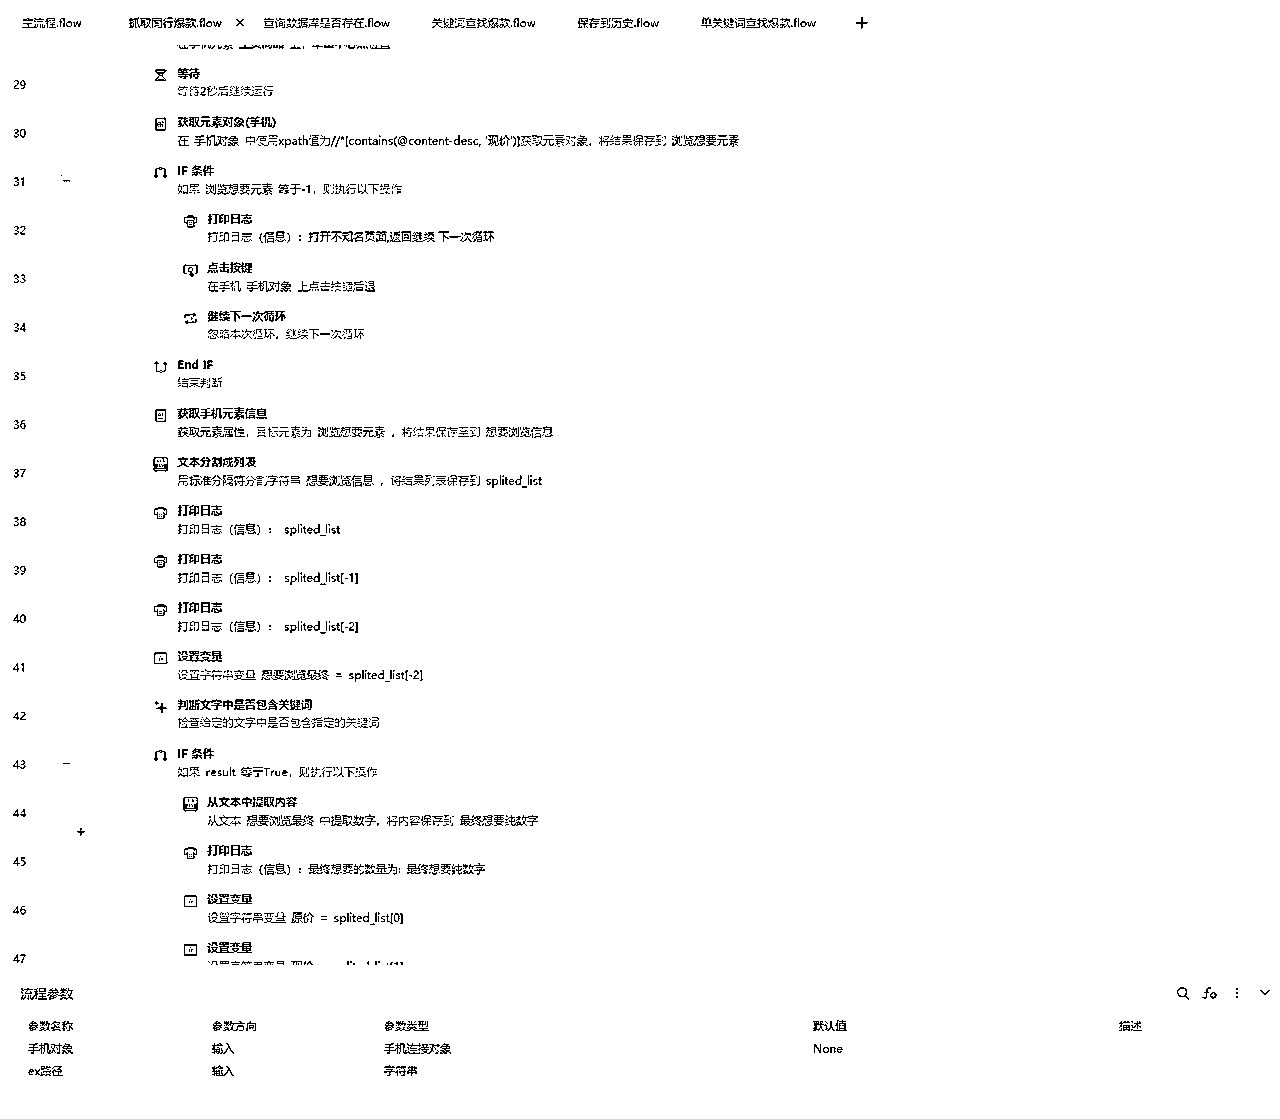 主流程.flow 抓取同行爆款.flow × 查询数据库是否存在.flow 关键词查找爆款.flow 保存到历史.flow 单关键词查找爆款.flow +
29 等待
等待2秒后继续运行
30 获取元素对象(手机)
在 手机对象 中使用xpath值为//*[contains(@content-desc, '现价')]获取元素对象，将结果保存到 浏览想要元素
31 IF 条件
如果 浏览想要元素 等于-1，则执行以下操作
32 打印日志
打印日志（信息）：打开不知名页面,返回继续 下一次循环
33 点击按键
在手机 手机对象 上点击按键后退
34 继续下一次循环
忽略本次循环，继续下一次循环
35 End IF
结束判断
36 获取手机元素信息
获取元素属性，目标元素为 浏览想要元素 ，将结果保存至到 想要浏览信息
37 文本分割成列表
用标准分隔符分割字符串 想要浏览信息 ，将结果列表保存到 splited_list
38 打印日志
打印日志（信息）： splited_list
39 打印日志
打印日志（信息）： splited_list[-1]
40 打印日志
打印日志（信息）： splited_list[-2]
41 设置变量
设置字符串变量 想要浏览最终 = splited_list[-2]
42 判断文字中是否包含关键词
检查给定的文字中是否包含指定的关键词
43 IF 条件
如果 result 等于True，则执行以下操作
44 从文本中提取内容
从文本 想要浏览最终 中提取数字，将内容保存到 最终想要纯数字
45 打印日志
打印日志（信息）：最终想要的数量为: 最终想要纯数字
46 设置变量
设置字符串变量 原价 = splited_list[0]
47 设置变量
流程参数
参数名称 参数方向 参数类型 默认值 描述
手机对象 输入 手机连接对象 None
ex路径 输入 字符串